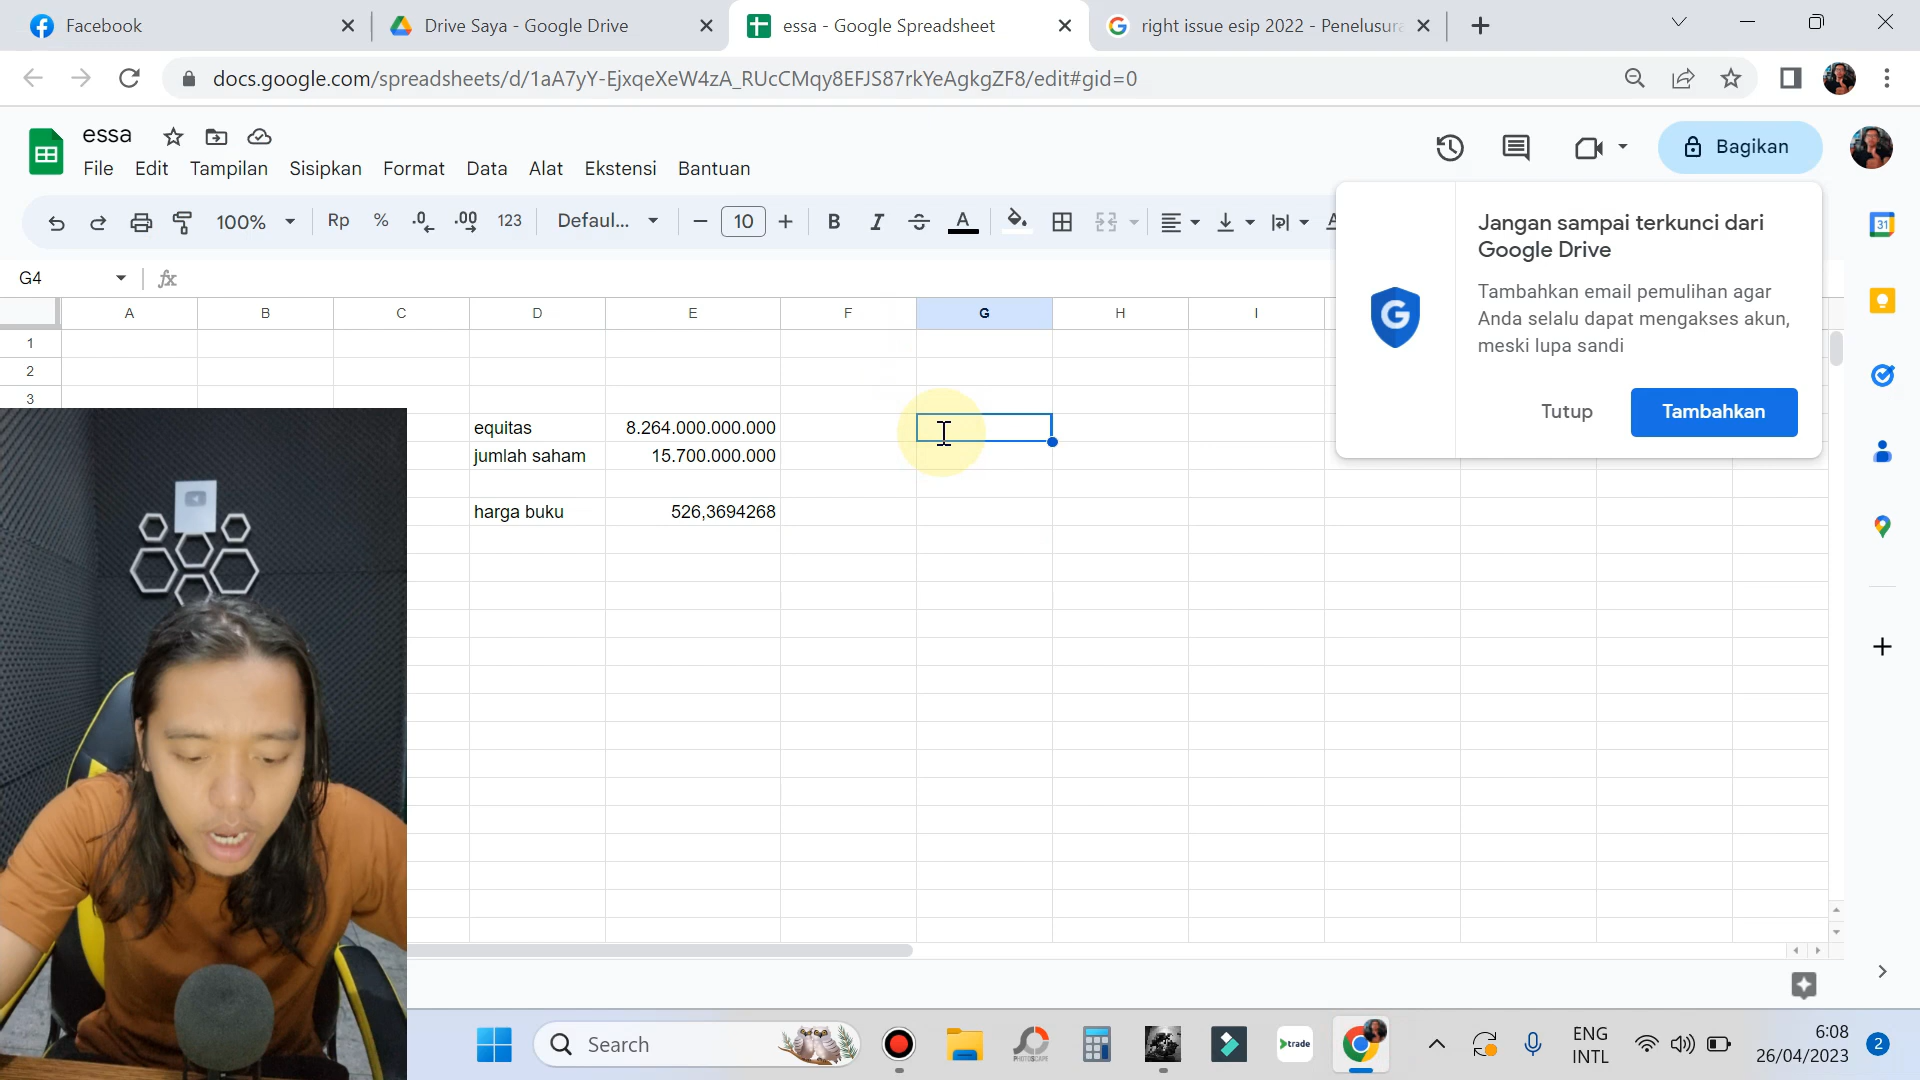 Facebook
Drive Saya - Google Drive
essa - Google Spreadsheet
right issue esip 2022 - Penelusura
docs.google.com/spreadsheets/d/1aA7yY-EjxqeXeW4zA_RUcCMqy8EFJS87rkYeAgkgZF8/edit#gid=0
essa
File Edit Tampilan Sisipkan Format Data Alat Ekstensi Bantuan
Bagikan
100% Rp % .0 .00 123 Defaul... 10 B I A
31
Jangan sampai terkunci dari
Google Drive
Tambahkan email pemulihan agar
Anda selalu dapat mengakses akun,
meski lupa sandi
Tutup Tambahkan
G4 fx
A B C D E F G H I
1
2
3
equitas 8.264.000.000.000
jumlah saham 15.700.000.000
harga buku 526,3694268
Search
PHOTOSCAPE
trade
ENG
INTL
6:08
26/04/2023
2